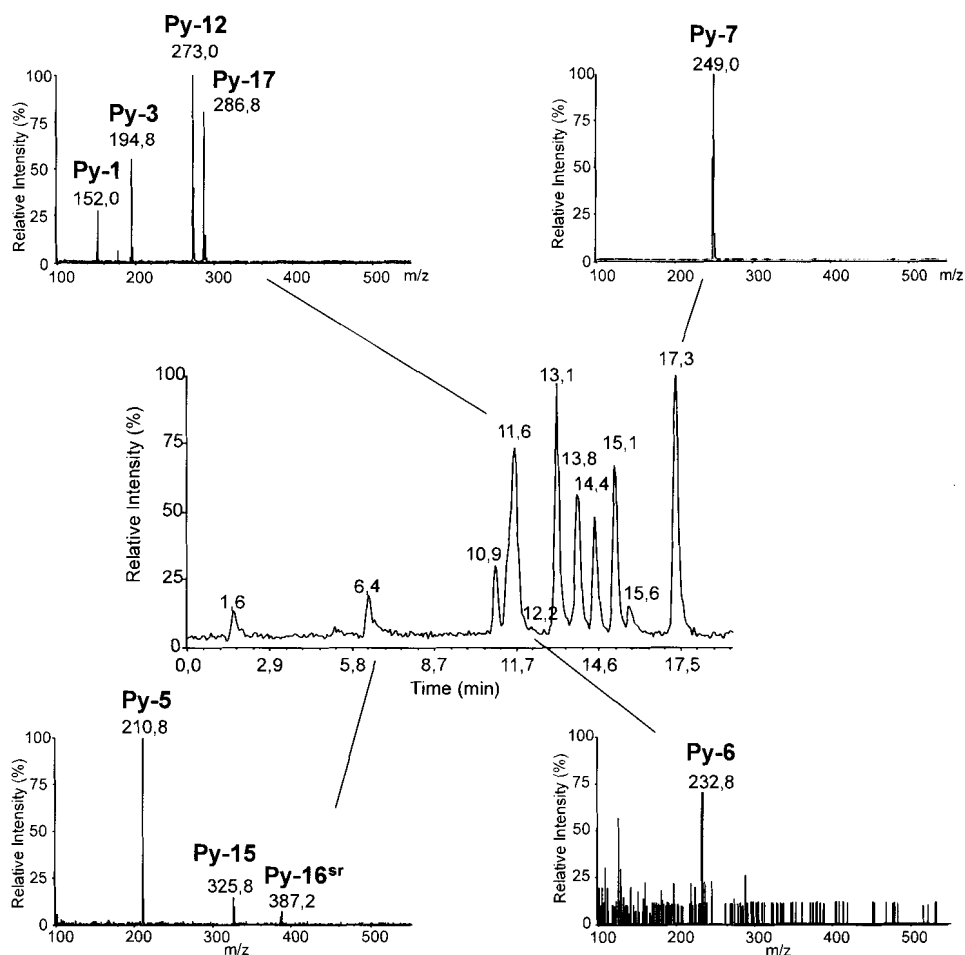 Py-12
273,0
Py-17
286,8
Py-3
194,8
Py-1
152,0
100
75
50
25
0
Relative Intensity (%)
100 200 300 400 500 m/z
Py-7
249,0
100
75
50
25
0
Relative Intensity (%)
100 200 300 400 500 m/z
100
75
50
25
0
Relative Intensity (%)
1,6
6,4
10,9
11,6
12,2
13,1
13,8
14,4
15,1
15,6
17,3
0,0 2,9 5,8 8,7 11,7 14,6 17,5
Time (min)
Py-5
210,8
Py-15
325,8
Py-16sr
387,2
100
75
50
25
0
Relative Intensity (%)
100 200 300 400 500
m/z
Py-6
232,8
100
75
50
25
0
Relative Intensity (%)
100 200 300 400 500
m/z